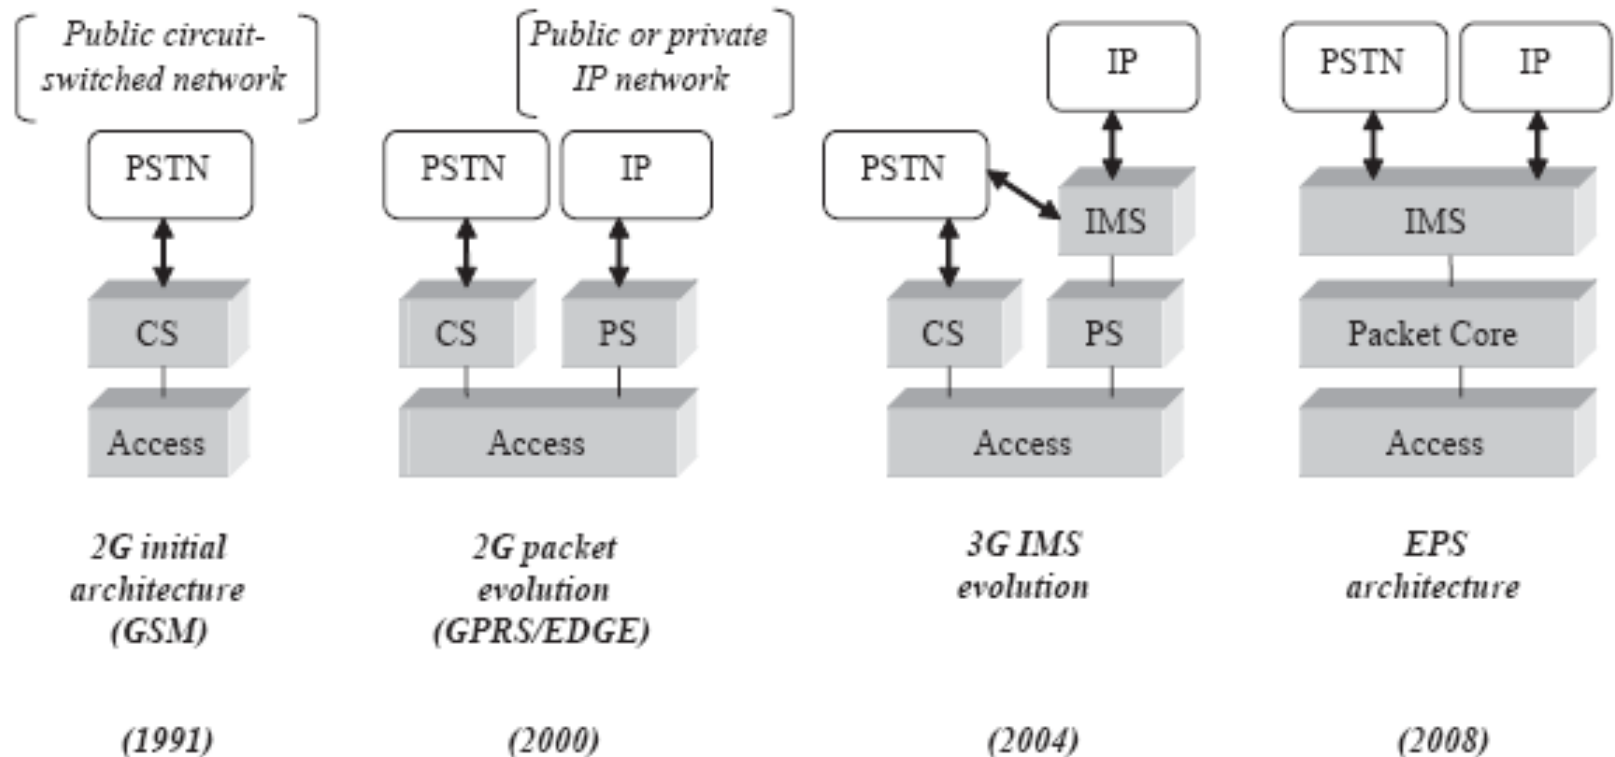 Public circuit-
switched network
PSTN
CS
Access
2G initial
architecture
(GSM)
(1991)
Public or private
IP network
PSTN
IP
CS
PS
Access
2G packet
evolution
(GPRS/EDGE)
(2000)
IP
PSTN
IMS
CS
PS
Access
3G IMS
evolution
(2004)
PSTN
IP
IMS
Packet Core
Access
EPS
architecture
(2008)